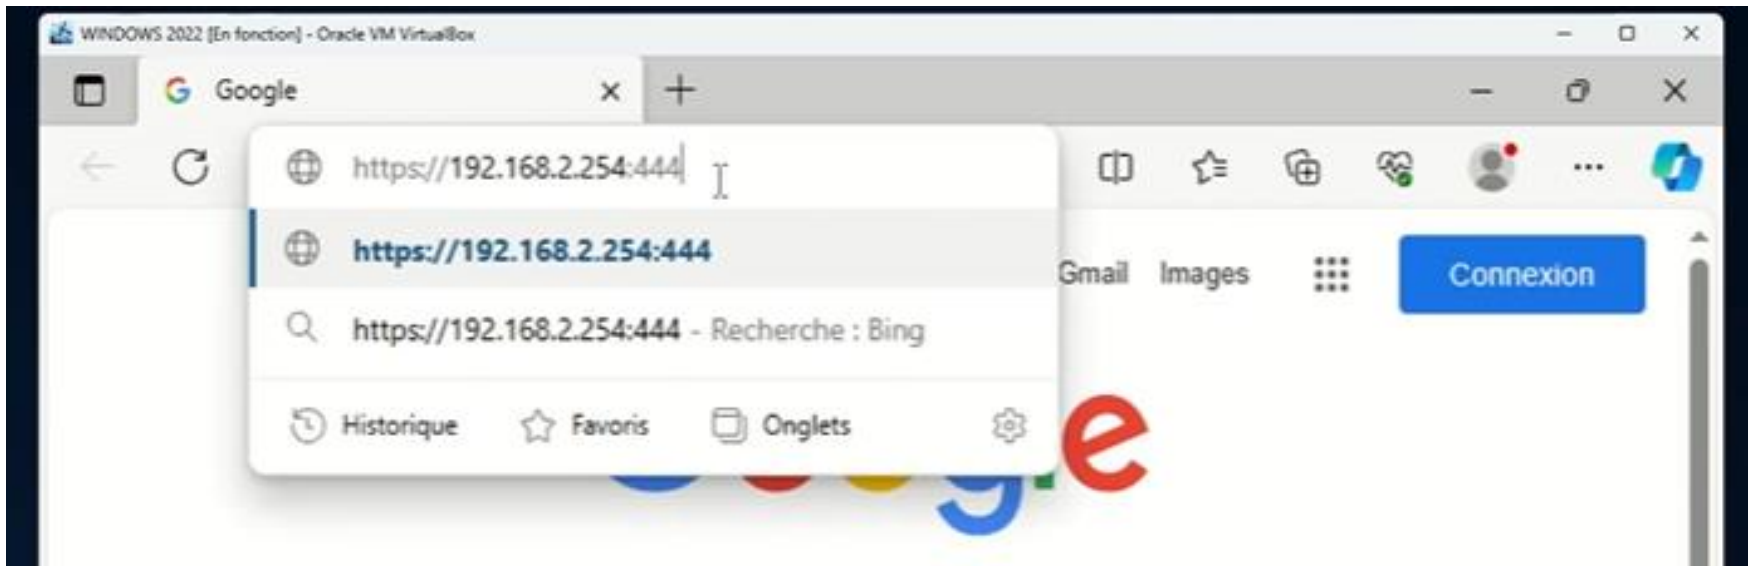 WINDOWS 2022 [En fonction] - Oracle VM VirtualBox
Google
https://192.168.2.254:444
https://192.168.2.254:444
Gmail Images Connexion
https://192.168.2.254:444 - Recherche : Bing
Historique Favoris Onglets